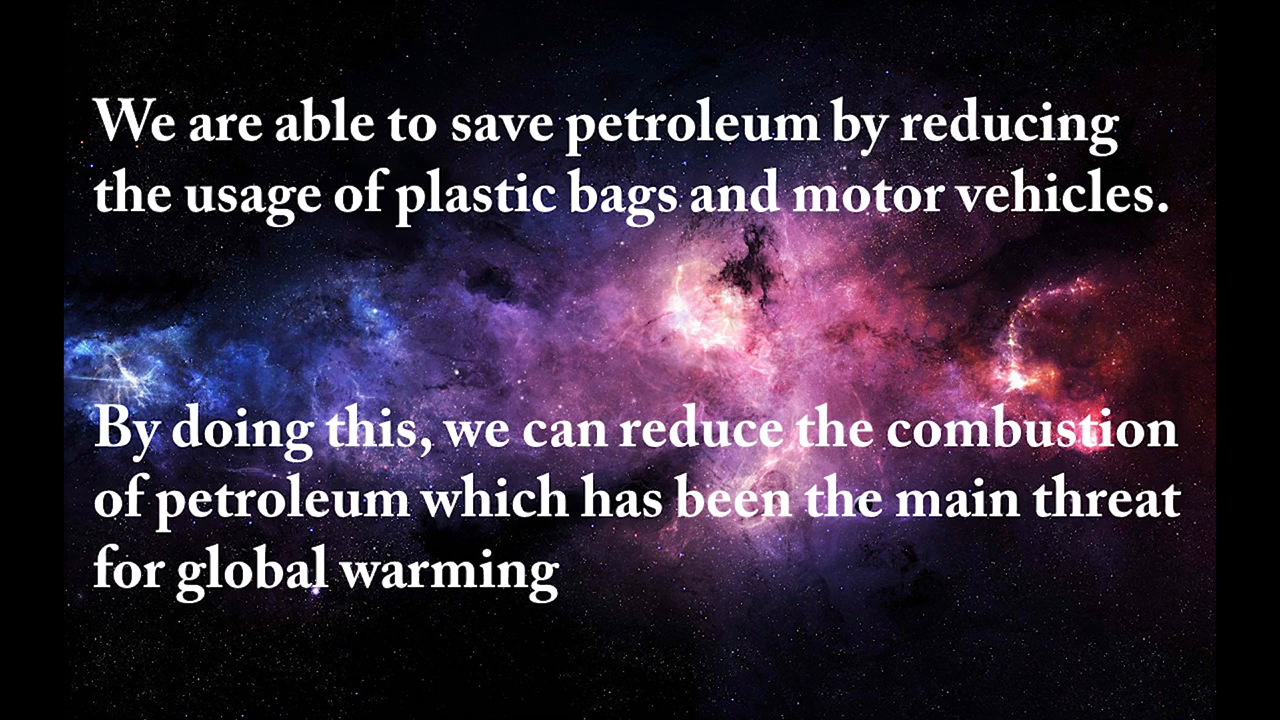 We are able to save petroleum by reducing
the usage of plastic bags and motor vehicles.
By doing this, we can reduce the combustion
of petroleum which has been the main threat
for global warming